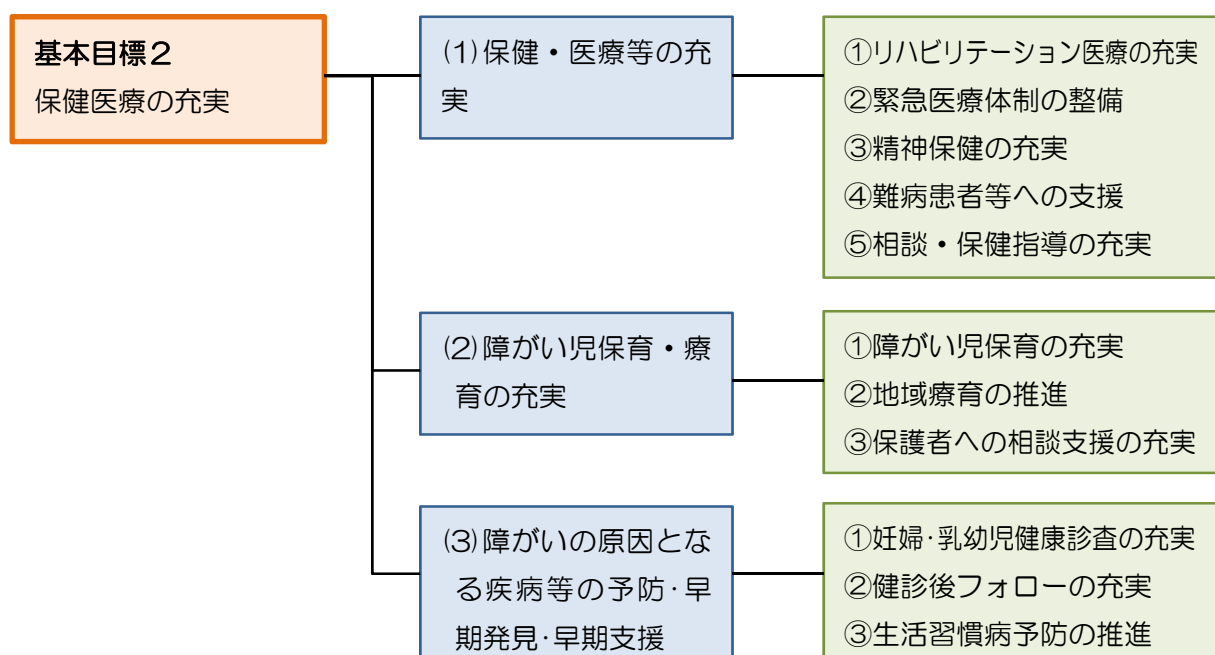 基本目標2
保健医療の充実
(1)保健・医療等の充
実
①リハビリテーション医療の充実
②緊急医療体制の整備
③精神保健の充実
④難病患者等への支援
⑤相談・保健指導の充実
(2)障がい児保育・療
育の充実
①障がい児保育の充実
②地域療育の推進
③保護者への相談支援の充実
(3)障がいの原因とな
る疾病等の予防・早
期発見・早期支援
①妊婦・乳幼児健康診査の充実
②健診後フォローの充実
③生活習慣病予防の推進